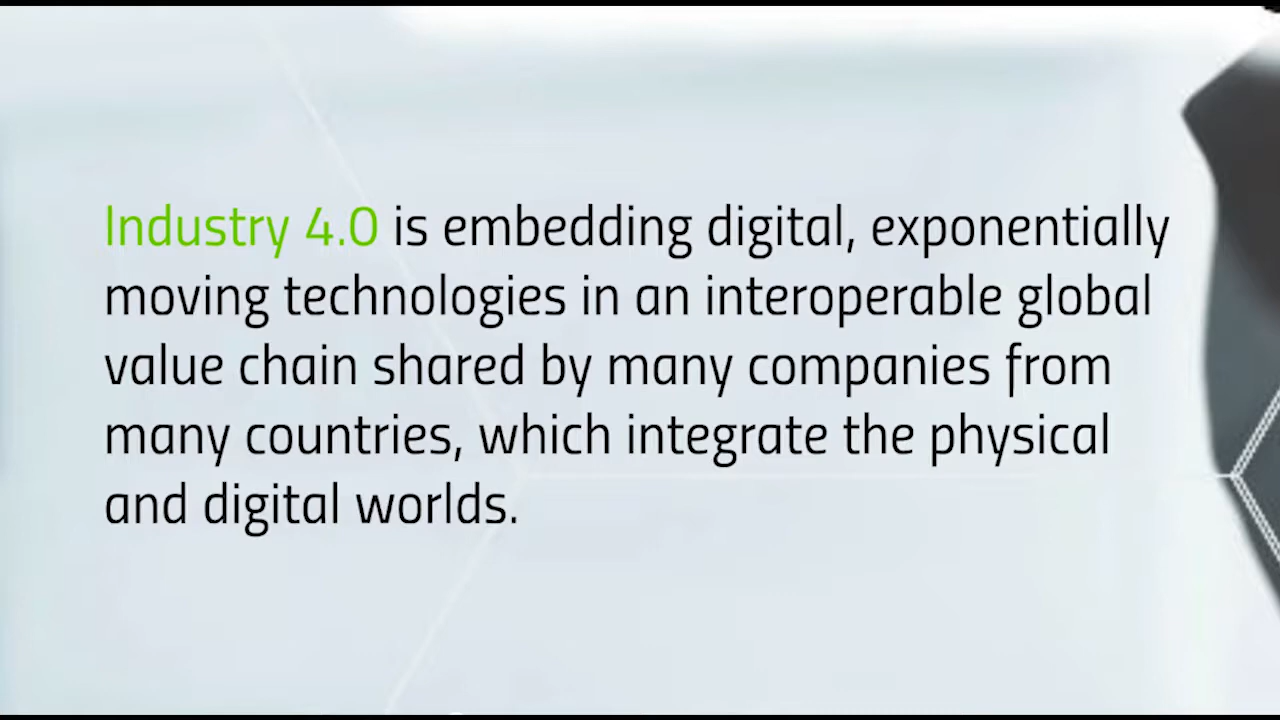 Industry 4.0 is embedding digital, exponentially
moving technologies in an interoperable global
value chain shared by many companies from
many countries, which integrate the physical
and digital worlds.